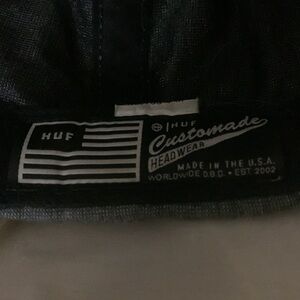 HUF
HUF
Customade
HEADWEAR
MADE IN THE U.S.A.
WORLDWIDE D.B.C. • EST 2002